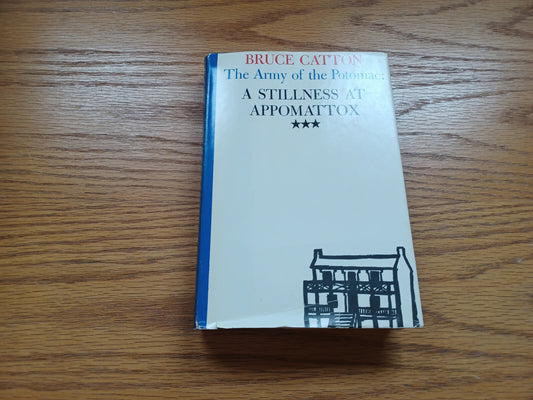 BRUCE CATTON
The Army of the Potomac:
A STILLNESS AT
APPOMATTOX
★★★